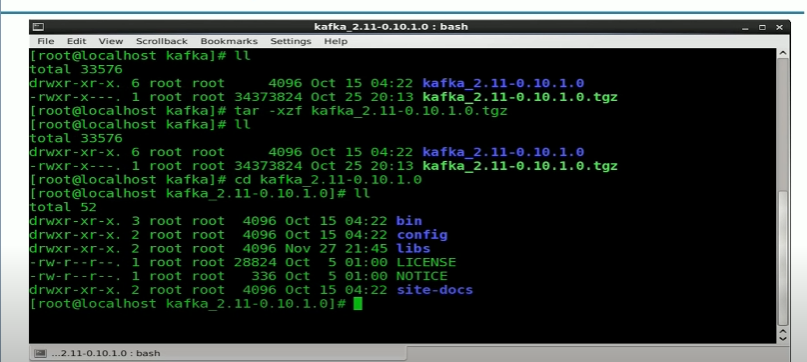 kafka_2.11-0.10.1.0 : bash
File Edit View Scrollback Bookmarks Settings Help
[root@localhost kafka]# ll
total 33576
drwxr-xr-x. 6 root root     4096 Oct 15 04:22 kafka_2.11-0.10.1.0
-rwxr-x---. 1 root root 34373824 Oct 25 20:13 kafka_2.11-0.10.1.0.tgz
[root@localhost kafka]# tar -xzf kafka_2.11-0.10.1.0.tgz
[root@localhost kafka]# ll
total 33576
drwxr-xr-x. 6 root root     4096 Oct 15 04:22 kafka_2.11-0.10.1.0
-rwxr-x---. 1 root root 34373824 Oct 25 20:13 kafka_2.11-0.10.1.0.tgz
[root@localhost kafka]# cd kafka_2.11-0.10.1.0
[root@localhost kafka_2.11-0.10.1.0]# ll
total 52
drwxr-xr-x. 3 root root  4096 Oct 15 04:22 bin
drwxr-xr-x. 2 root root  4096 Oct 15 04:22 config
drwxr-xr-x. 2 root root  4096 Nov 27 21:45 libs
-rw-r--r--. 1 root root 28824 Oct  5 01:00 LICENSE
-rw-r--r--. 1 root root   336 Oct  5 01:00 NOTICE
drwxr-xr-x. 2 root root  4096 Oct 15 04:22 site-docs
[root@localhost kafka_2.11-0.10.1.0]#
...2.11-0.10.1.0 : bash